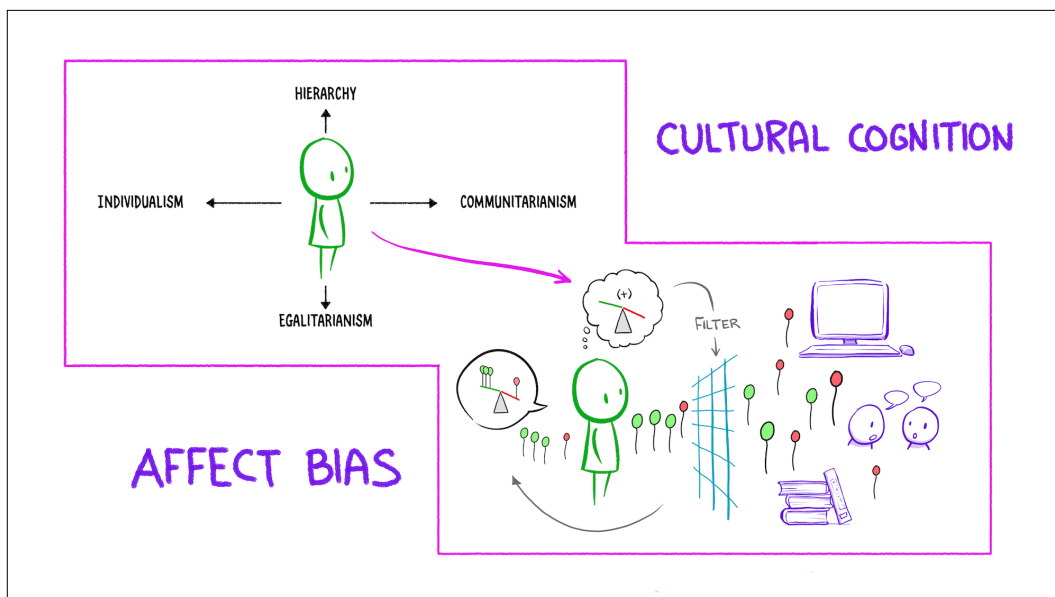 HIERARCHY
CULTURAL COGNITION
INDIVIDUALISM
COMMUNITARIANISM
EGALITARIANISM
(+)
FILTER
AFFECT BIAS